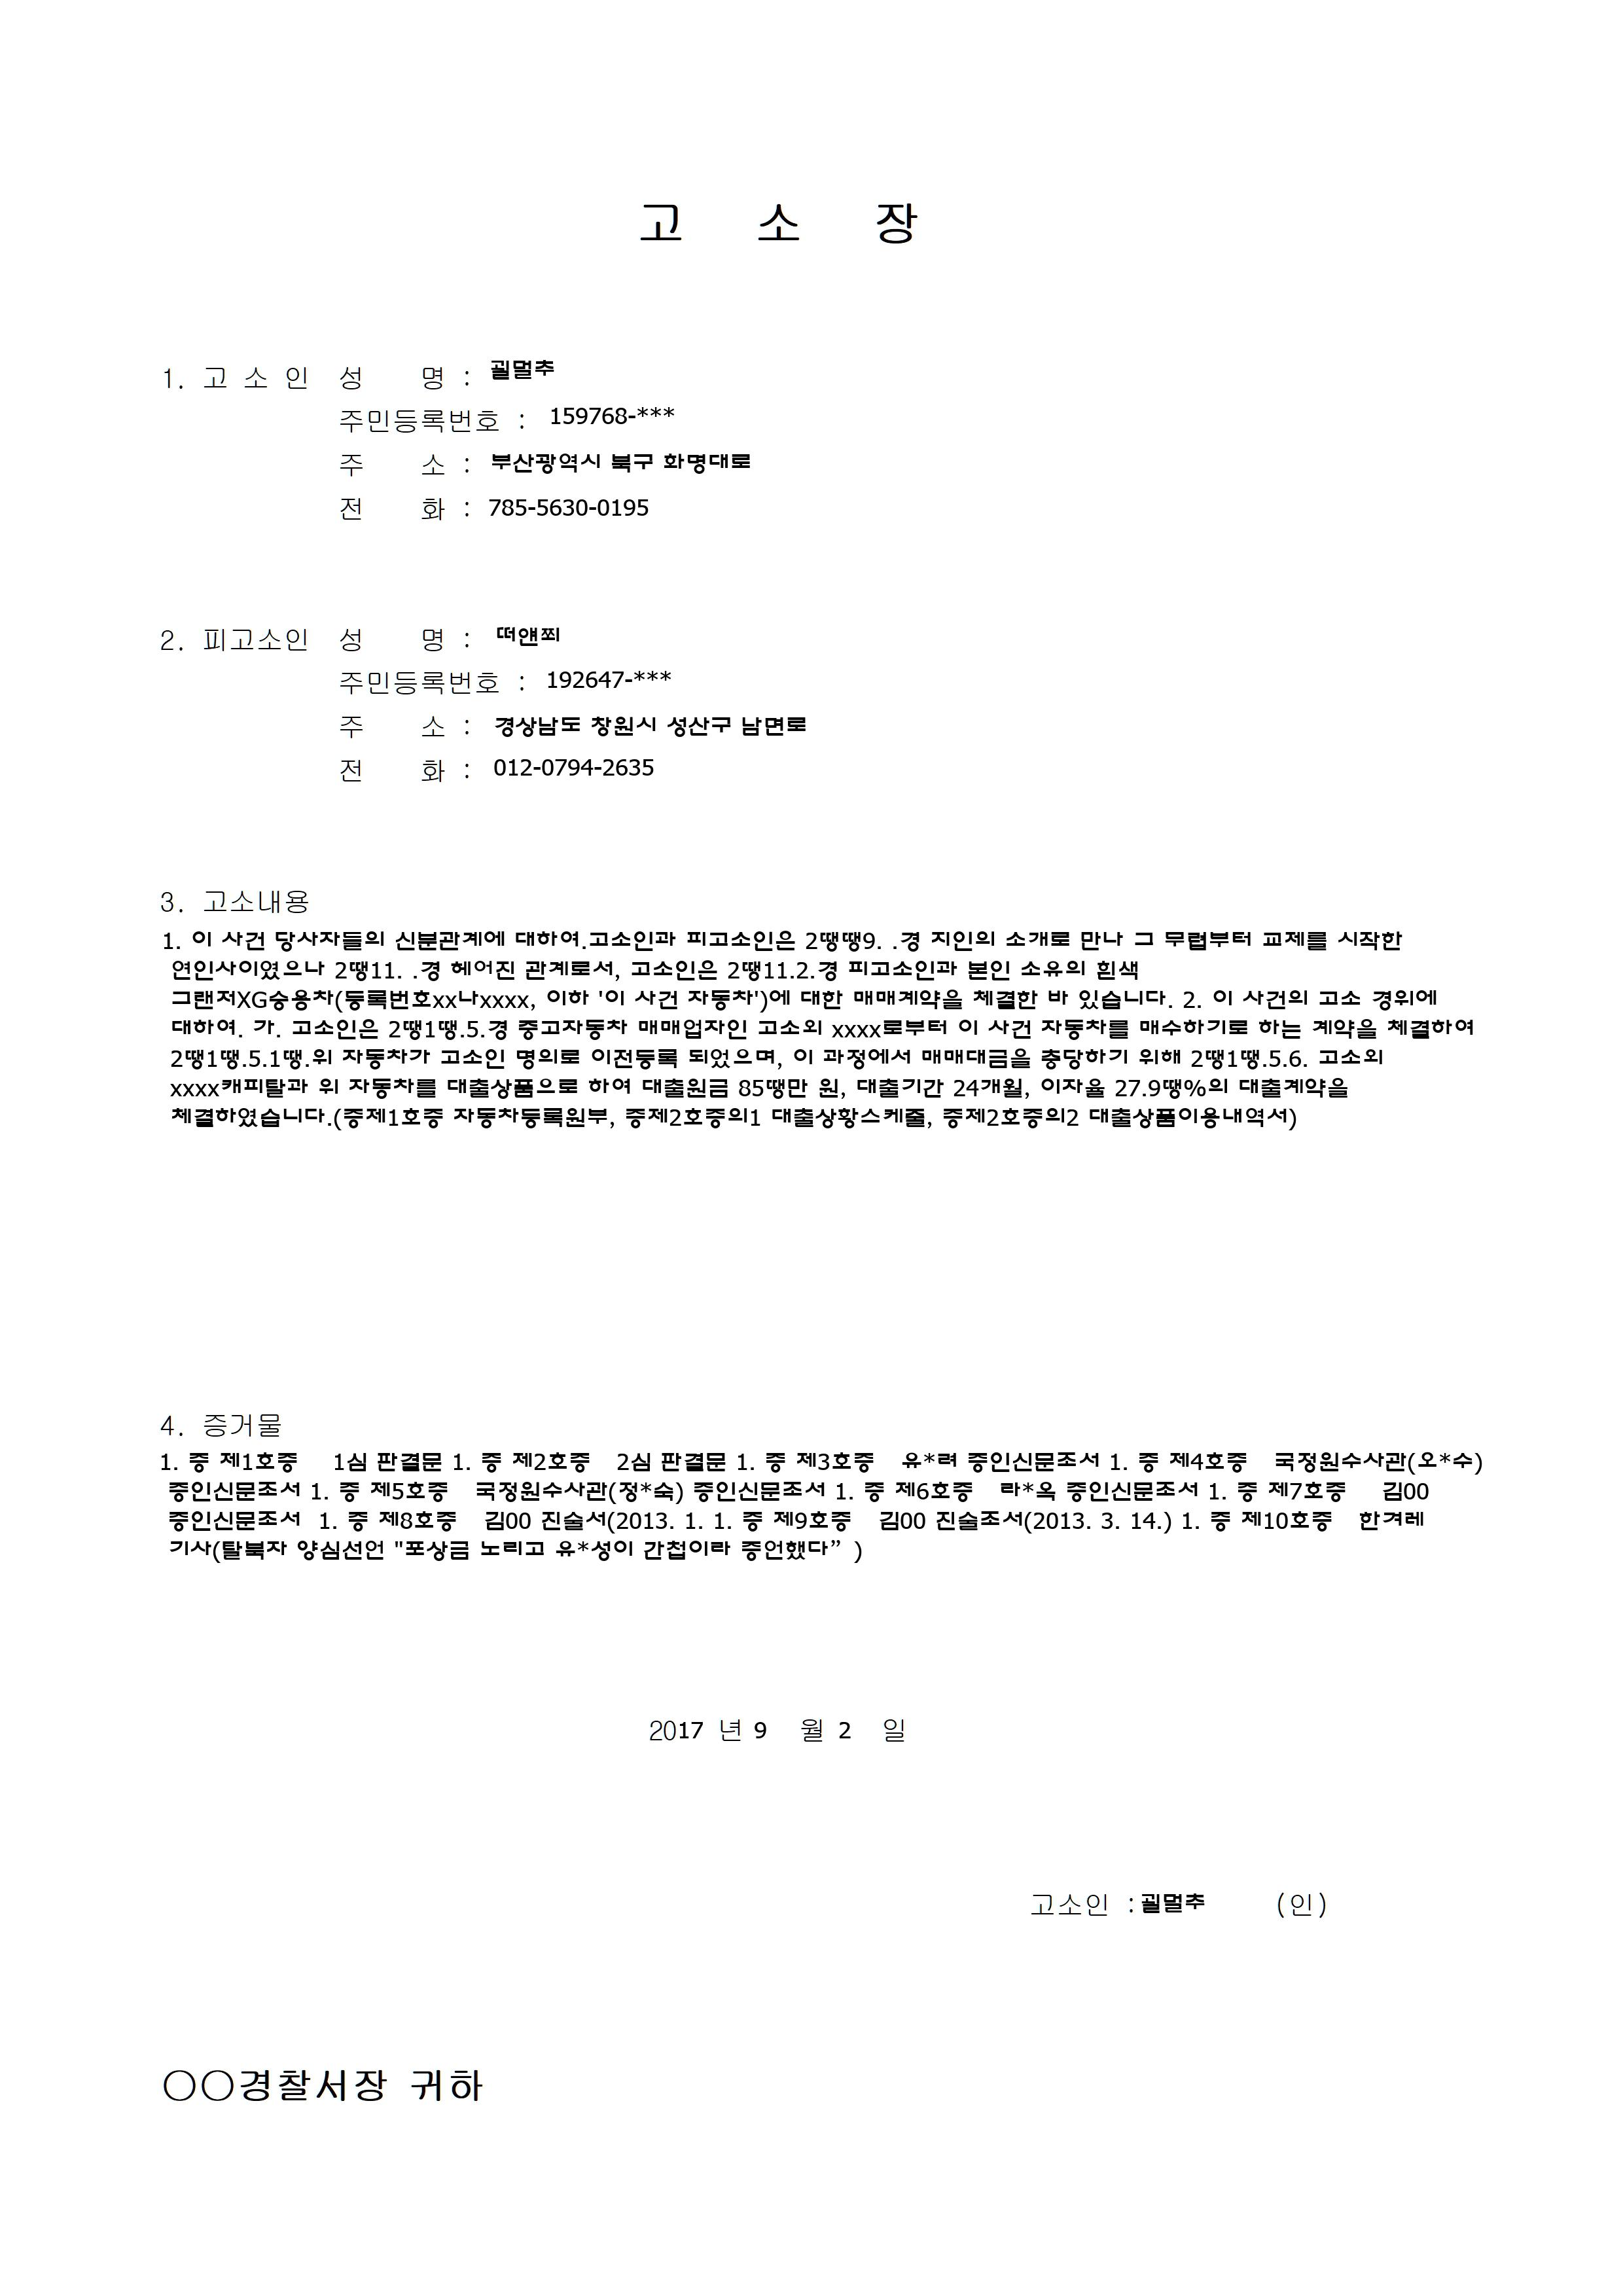 고 소 장
1. 고 소 인 성 명 : 괼멀추
주민등록번호 : 159768-***
주 소 : 부산광역시 북구 화명대로
전 화 : 785-5630-0195
2. 피고소인 성 명 : 떠얜쬐
주민등록번호 : 192647-***
주 소 : 경상남도 창원시 성산구 남면로
전 화 : 012-0794-2635
3. 고소내용
1. 이 사건 당사자들의 신분관계에 대하여.고소인과 피고소인은 2땡땡9. .경 지인의 소개로 만나 그 무렵부터 교제를 시작한
연인사이였으나 2땡11. .경 헤어진 관계로서, 고소인은 2땡11.2.경 피고소인과 본인 소유의 흰색
그랜저XG승용차(등록번호xx나xxxx, 이하 '이 사건 자동차')에 대한 매매계약을 체결한 바 있습니다. 2. 이 사건의 고소 경위에
대하여. 가. 고소인은 2땡1땡.5.경 중고자동차 매매업자인 고소외 xxxx로부터 이 사건 자동차를 매수하기로 하는 계약을 체결하여
2땡1땡.5.1땡.위 자동차가 고소인 명의로 이전등록 되었으며, 이 과정에서 매매대금을 충당하기 위해 2땡1땡.5.6. 고소외
xxxx캐피탈과 위 자동차를 대출상품으로 하여 대출원금 85땡만 원, 대출기간 24개월, 이자율 27.9땡%의 대출계약을
체결하였습니다.(증제1호증 자동차등록원부, 증제2호증의1 대출상황스케줄, 증제2호증의2 대출상품이용내역서)
4. 증거물
1. 증 제1호증 1심 판결문 1. 증 제2호증 2심 판결문 1. 증 제3호증 유*려 증인신문조서 1. 증 제4호증 국정원수사관(오*수)
증인신문조서 1. 증 제5호증 국정원수사관(정*숙) 증인신문조서 1. 증 제6호증 라*옥 증인신문조서 1. 증 제7호증 김00
증인신문조서 1. 증 제8호증 김00 진술서(2013. 1. 1. 증 제9호증 김00 진술조서(2013. 3. 14.) 1. 증 제10호증 한겨레
기사(탈북자 양심선언 "포상금 노리고 유*성이 간첩이라 증언했다” )
2017 년 9 월 2 일
고소인 : 괼멀추 (인)
○○경찰서장 귀하